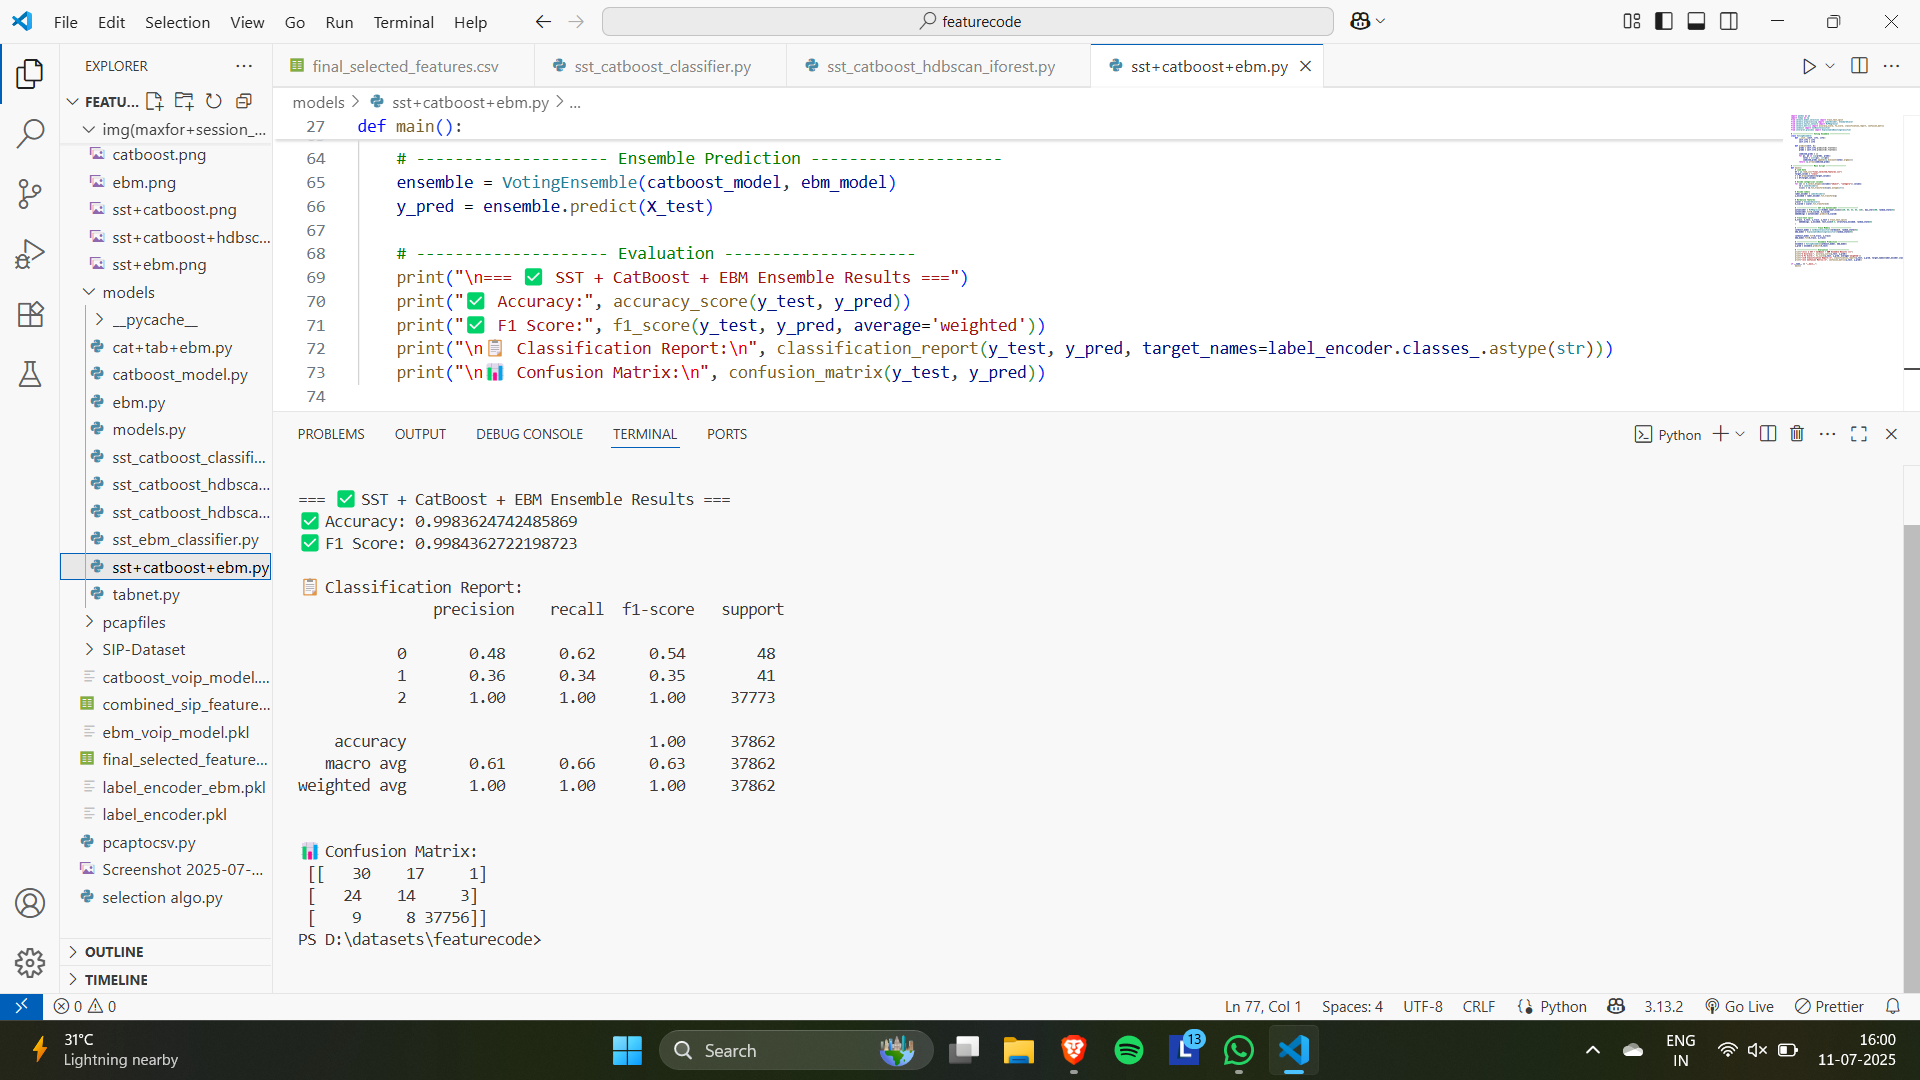 File Edit Selection View Go Run Terminal Help
featurecode
EXPLORER
final_selected_features.csv
sst_catboost_classifier.py
sst_catboost_hdbscan_iforest.py
sst+catboost+ebm.py
FEATU...
models > sst+catboost+ebm.py > ...
img(maxfor+session_...
catboost.png
ebm.png
sst+catboost.png
sst+catboost+hdbsc...
sst+ebm.png
models
__pycache__
cat+tab+ebm.py
catboost_model.py
ebm.py
models.py
sst_catboost_classifi...
sst_catboost_hdbsca...
sst_catboost_hdbsca...
sst_ebm_classifier.py
sst+catboost+ebm.py
tabnet.py
pcapfiles
SIP-Dataset
catboost_voip_model....
combined_sip_feature...
ebm_voip_model.pkl
final_selected_feature...
label_encoder_ebm.pkl
label_encoder.pkl
pcaptocsv.py
Screenshot 2025-07-...
selection algo.py
OUTLINE
TIMELINE
27 def main():
64 # -------------------- Ensemble Prediction --------------------
65 ensemble = VotingEnsemble(catboost_model, ebm_model)
66 y_pred = ensemble.predict(X_test)
67
68 # -------------------- Evaluation --------------------
69 print("\n=== ✅ SST + CatBoost + EBM Ensemble Results ===")
70 print("✅ Accuracy:", accuracy_score(y_test, y_pred))
71 print("✅ F1 Score:", f1_score(y_test, y_pred, average='weighted'))
72 print("\n📋 Classification Report:\n", classification_report(y_test, y_pred, target_names=label_encoder.classes_.astype(str)))
73 print("\n📊 Confusion Matrix:\n", confusion_matrix(y_test, y_pred))
74
PROBLEMS OUTPUT DEBUG CONSOLE TERMINAL PORTS
Python
=== ✅ SST + CatBoost + EBM Ensemble Results ===
✅ Accuracy: 0.9983624742485869
✅ F1 Score: 0.9984362722198723
📋 Classification Report:
precision recall f1-score support
0 0.48 0.62 0.54 48
1 0.36 0.34 0.35 41
2 1.00 1.00 1.00 37773
accuracy 1.00 37862
macro avg 0.61 0.66 0.63 37862
weighted avg 1.00 1.00 1.00 37862
📊 Confusion Matrix:
[[ 30 17 1]
[ 24 14 3]
[ 9 8 37756]]
PS D:\datasets\featurecode>
0 0
Ln 77, Col 1 Spaces: 4 UTF-8 CRLF {} Python 3.13.2 Go Live Prettier
31°C
Lightning nearby
Search
13
ENG
IN
16:00
11-07-2025